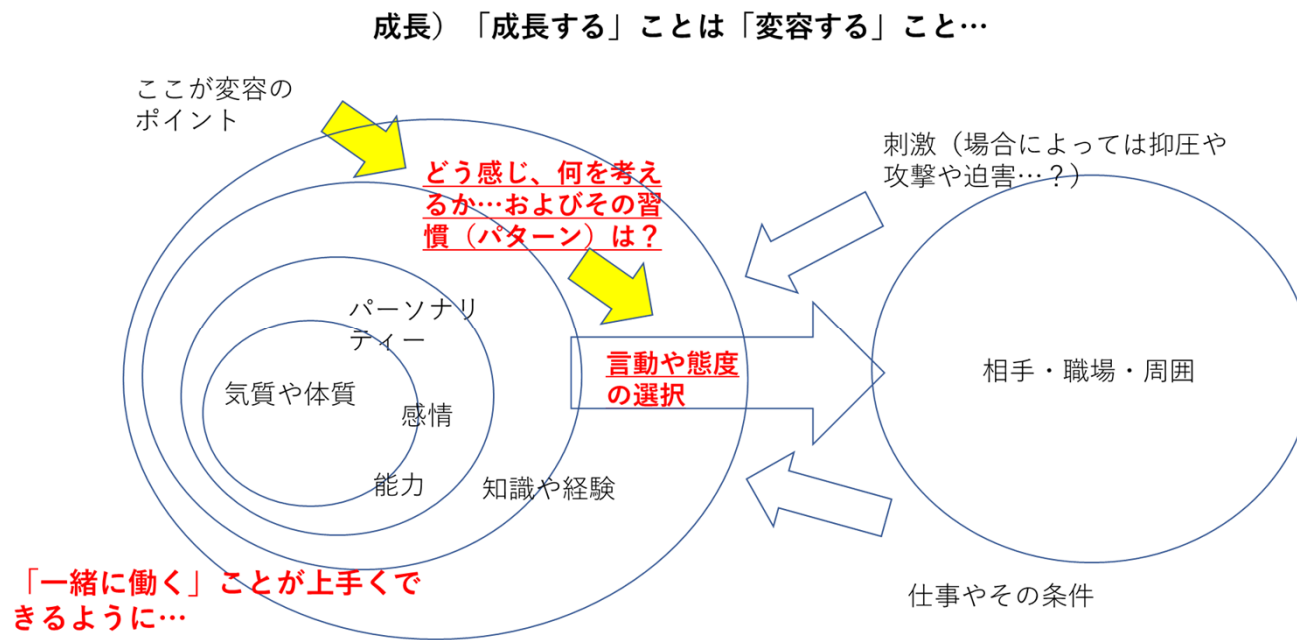 成長）「成長する」ことは「変容する」こと…
ここが変容の
ポイント
刺激（場合によっては抑圧や
攻撃や迫害…？）
どう感じ、何を考え
るか…およびその習
慣（パターン）は？
パーソナリ
ティー
気質や体質
感情
能力
知識や経験
言動や態度
の選択
相手・職場・周囲
「一緒に働く」ことが上手くで
きるように…
仕事やその条件